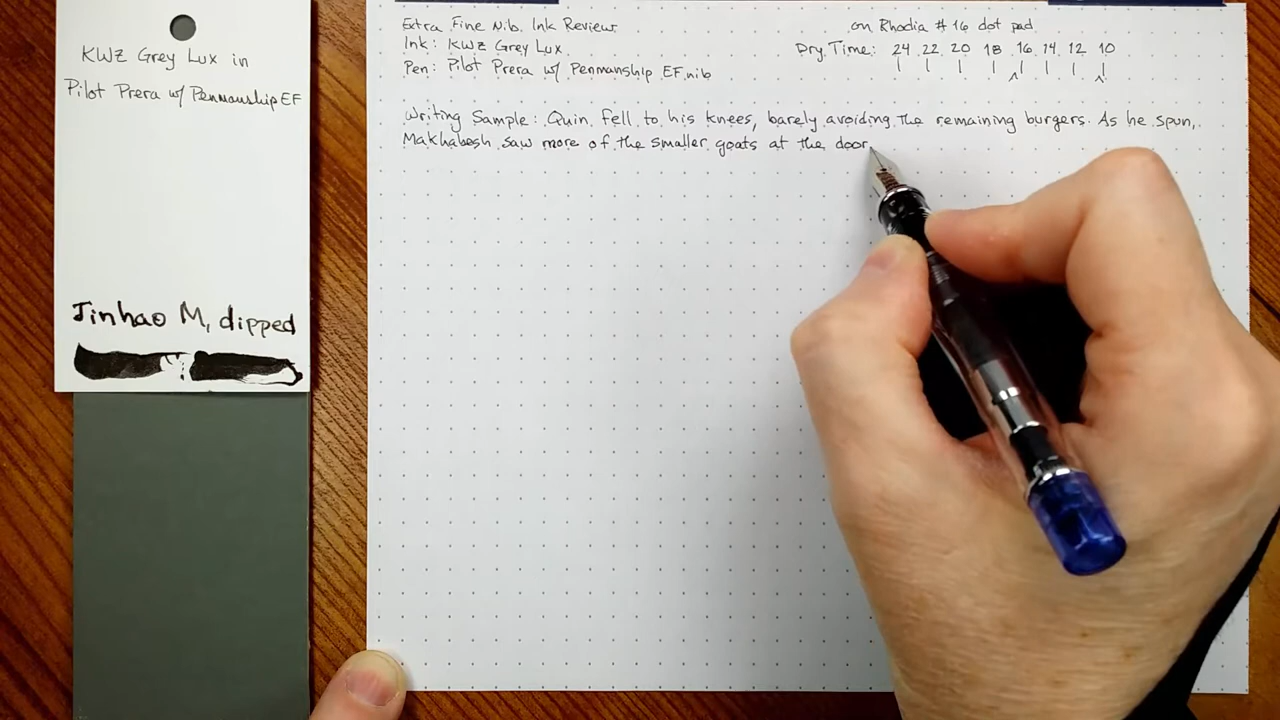 KWZ Grey Lux in
Pilot Prera w/ Penmanship EF
Jinhao M, dipped
Extra Fine Nib Ink Review
Ink: KWZ Grey Lux
Pen: Pilot Prera w/ Penmanship EF nib
on Rhodia #16 dot pad
Dry Time: 24 22 20 18 16 14 12 10
Writing Sample: Quin fell to his knees, barely avoiding the remaining burgers. As he spun,
Makhabesh saw more of the smaller goats at the door